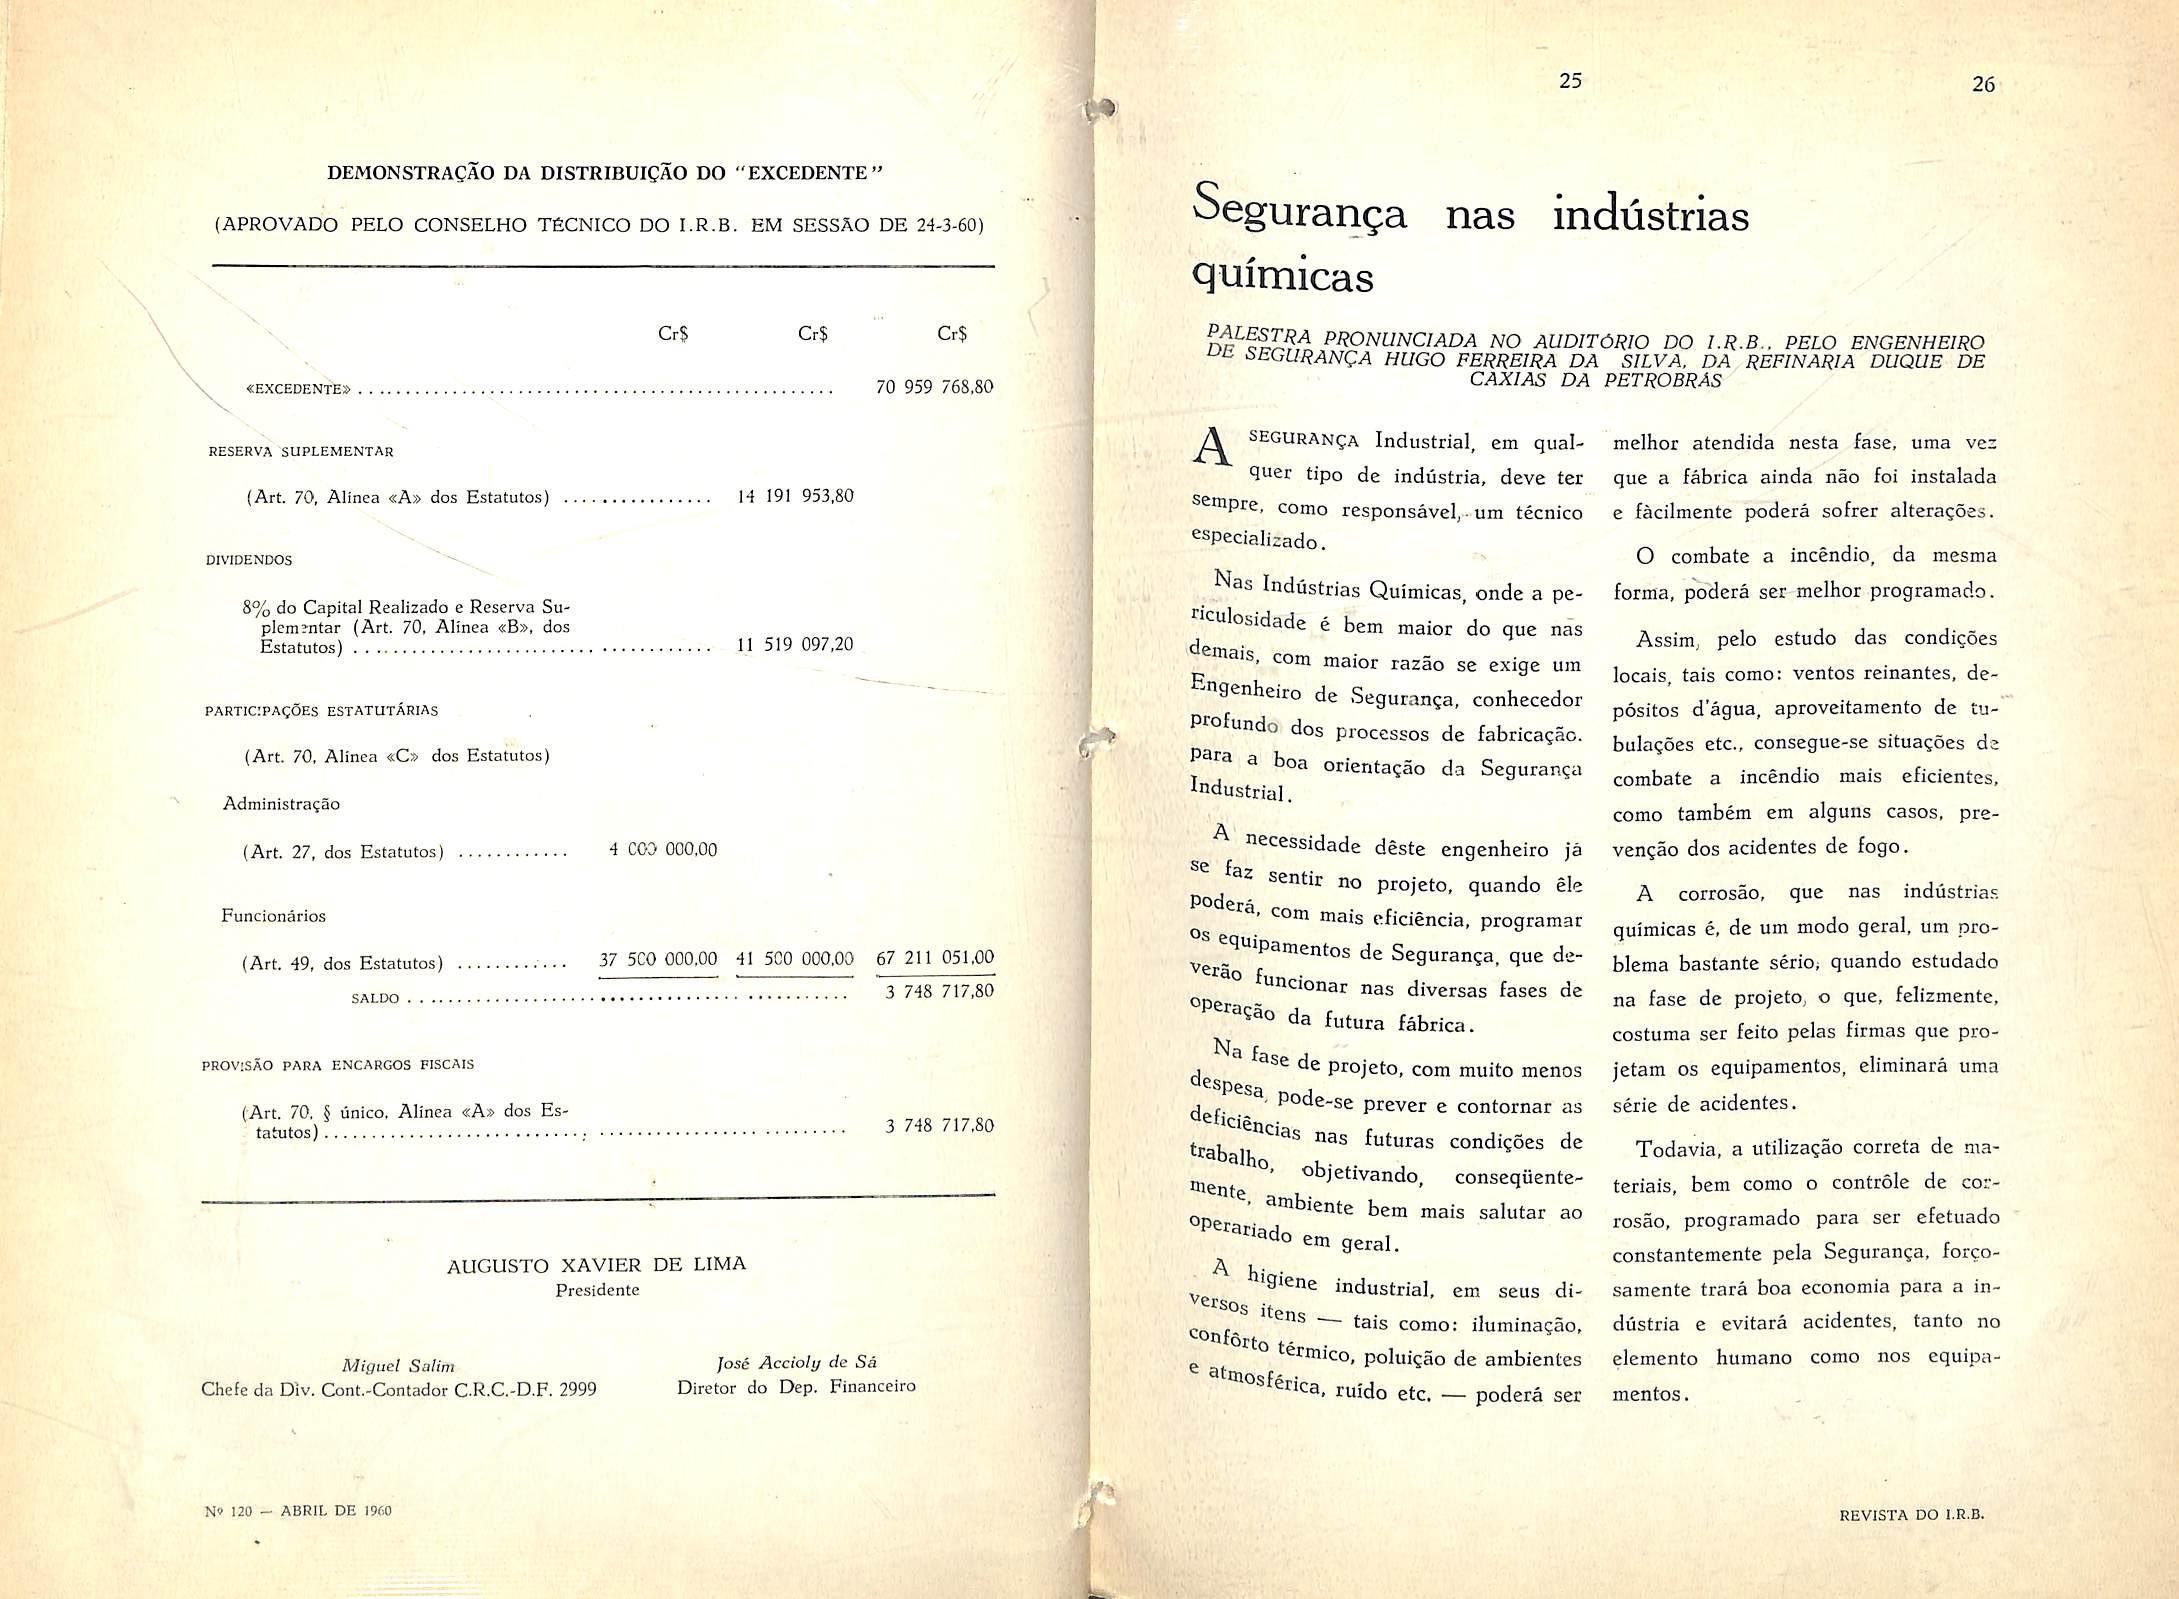 DEMONSTRAÇÃO DA DISTRIBUIÇÃO DO "EXCEDENTE"
(APROVADO PELO CONSELHO TÉCNICO DO I.R.B. EM SESSÃO DE 24-3-60)
Cr$ Cr$ Cr$
«EXCEDENTE» .................................................. 70 959 768,80
RESERVA SUPLEMENTAR
(Art. 70, Alínea «A» dos Estatutos) ................ 14 191 953,80
DIVIDENDOS
8% do Capital Realizado e Reserva Su-
plementar (Art. 70, Alínea «B», dos
Estatutos) ..................................... 11 519 097,20
PARTICIPAÇÕES ESTATUTÁRIAS
(Art. 70, Alínea «C» dos Estatutos)
Administração
(Art. 27, dos Estatutos) ............ 4 000 000,00
Funcionários
(Art. 49, dos Estatutos) ............ 37 500 000,00 41 500 000,00 67 211 051,00
SALDO .............................................. 3 748 717,80
PROVISÃO PARA ENCARGOS FISCAIS
(Art. 70, § único, Alínea «A» dos Es-
tatutos) ...................................................... 3 748 717,80
AUGUSTO XAVIER DE LIMA
Presidente
Miguel Salim
Chefe da Div. Cont.-Contador C.R.C.-D.F. 2999
José Accioly de Sá
Diretor do Dep. Financeiro
Nº 120 — ABRIL DE 1960
25
26
Segurança nas indústrias
químicas
PALESTRA PRONUNCIADA NO AUDITÓRIO DO I.R.B., PELO ENGENHEIRO
DE SEGURANÇA HUGO FERREIRA DA SILVA, DA REFINARIA DUQUE DE
CAXIAS DA PETROBRÁS
A SEGURANÇA Industrial, em qual-
quer tipo de indústria, deve ter
sempre, como responsável, um técnico
especializado.
Nas Indústrias Químicas, onde a pe-
riculosidade é bem maior do que nas
demais, com maior razão se exige um
Engenheiro de Segurança, conhecedor
profundo dos processos de fabricação.
para a boa orientação da Segurança
Industrial.
A necessidade dêste engenheiro já
se faz sentir no projeto, quando êle
poderá, com mais eficiência, programar
os equipamentos de Segurança, que de-
verão funcionar nas diversas fases de
operação da futura fábrica.
Na fase de projeto, com muito menos
despesa, pode-se prever e contornar as
deficiências nas futuras condições de
trabalho, objetivando, conseqüente-
mente, ambiente bem mais salutar ao
operariado em geral.
A higiene industrial, em seus di-
versos itens — tais como: iluminação,
confôrto térmico, poluição de ambientes
e atmosférica, ruído etc. — poderá ser
melhor atendida nesta fase, uma vez
que a fábrica ainda não foi instalada
e fàcilmente poderá sofrer alterações.
O combate a incêndio, da mesma
forma, poderá ser melhor programado.
Assim, pelo estudo das condições
locais, tais como: ventos reinantes, de-
pósitos d'água, aproveitamento de tu-
bulações etc., consegue-se situações de
combate a incêndio mais eficientes,
como também em alguns casos, pre-
venção dos acidentes de fogo.
A corrosão, que nas indústrias
químicas é, de um modo geral, um pro-
blema bastante sério, quando estudado
na fase de projeto, o que, felizmente,
costuma ser feito pelas firmas que pro-
jetam os equipamentos, eliminará uma
série de acidentes.
Todavia, a utilização correta de ma-
teriais, bem como o contrôle de cor-
rosão, programado para ser efetuado
constantemente pela Segurança, forço-
samente trará boa economia para a in-
dústria e evitará acidentes, tanto no
elemento humano como nos equipa-
mentos.
REVISTA DO I.R.B.